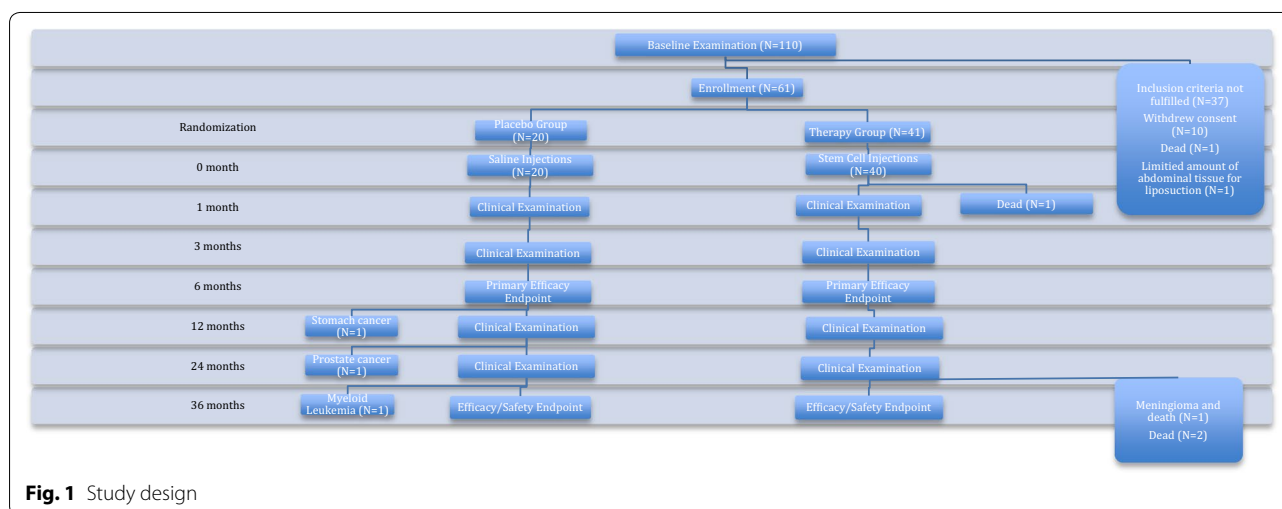 Baseline Examination (N=110)
Enrollment (N=61)
Inclusion criteria not
fulfilled (N=37)
Withdrew consent
(N=10)
Dead (N=1)
Limitied amount of
abdominal tissue for
liposuction (N=1)
Randomization
Placebo Group
(N=20)
Therapy Group (N=41)
0 month
Saline Injections
(N=20)
Stem Cell Injections
(N=40)
1 month
Clinical Examination
Clinical Examination
Dead (N=1)
3 months
Clinical Examination
Clinical Examination
6 months
Primary Efficacy
Endpoint
Primary Efficacy
Endpoint
12 months
Stomach cancer
(N=1)
Clinical Examination
Clinical Examination
24 months
Prostate cancer
(N=1)
Clinical Examination
Clinical Examination
36 months
Myeloid
Leukemia (N=1)
Efficacy/Safety Endpoint
Efficacy/Safety Endpoint
Meningioma and
death (N=1)
Dead (N=2)
Fig. 1 Study design